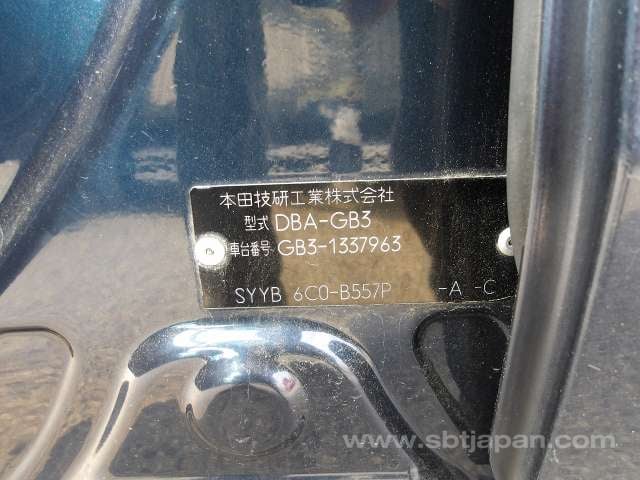 本田技研工業株式会社
型式 DBA-GB3
車台番号 GB3-1337963
SYYB 6C0-B557P -A -C
www.sbtjapan.com